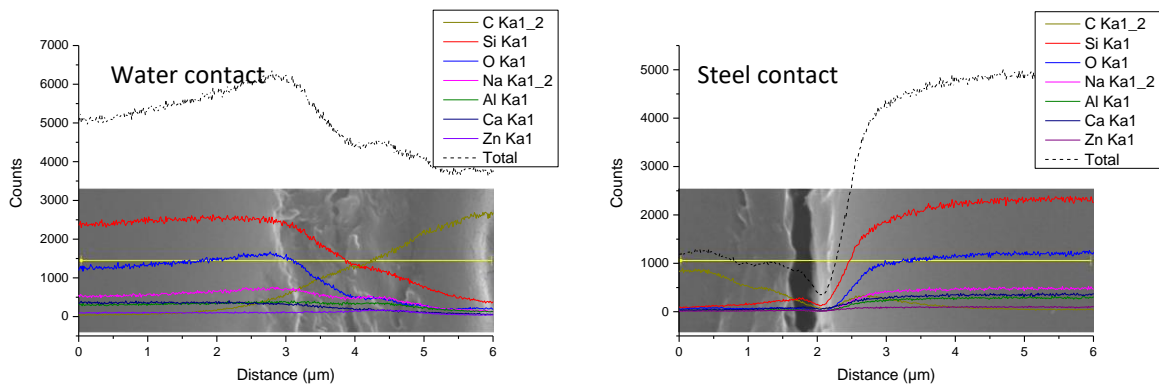 Water contact
C Ka1_2
Si Ka1
O Ka1
Na Ka1_2
Al Ka1
Ca Ka1
Zn Ka1
Total
7000
6000
5000
4000
3000
2000
1000
0
Counts
0 1 2 3 4 5 6
Distance (µm)
Steel contact
C Ka1_2
Si Ka1
O Ka1
Na Ka1_2
Al Ka1
Ca Ka1
Zn Ka1
Total
5000
4000
3000
2000
1000
0
Counts
0 1 2 3 4 5 6
Distance (µm)